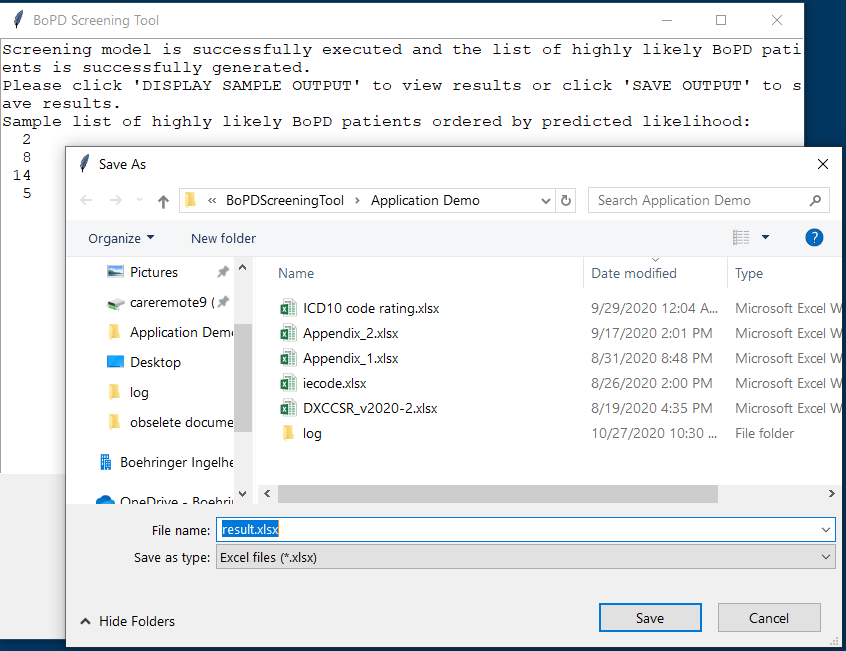 BoPD Screening Tool
Screening model is successfully executed and the list of highly likely BoPD pati
ents is successfully generated.
Please click 'DISPLAY SAMPLE OUTPUT' to view results or click 'SAVE OUTPUT' to s
ave results.
Sample list of highly likely BoPD patients ordered by predicted likelihood:
2
8
14
5
Save As
« BoPDScreeningTool › Application Demo
Search Application Demo
Organize
New folder
?
Pictures
careremote9 (
Application Demo
Desktop
log
obselete docume
Boehringer Ingelhe
OneDrive - Boehri
Name Date modified Type
ICD10 code rating.xlsx 9/29/2020 12:04 A... Microsoft Excel W
Appendix_2.xlsx 9/17/2020 2:01 PM Microsoft Excel W
Appendix_1.xlsx 8/31/2020 8:48 PM Microsoft Excel W
iecode.xlsx 8/26/2020 2:00 PM Microsoft Excel W
DXCCSR_v2020-2.xlsx 8/19/2020 4:35 PM Microsoft Excel W
log 10/27/2020 10:30 ... File folder
File name: result.xlsx
Save as type: Excel files (*.xlsx)
Hide Folders
Save
Cancel